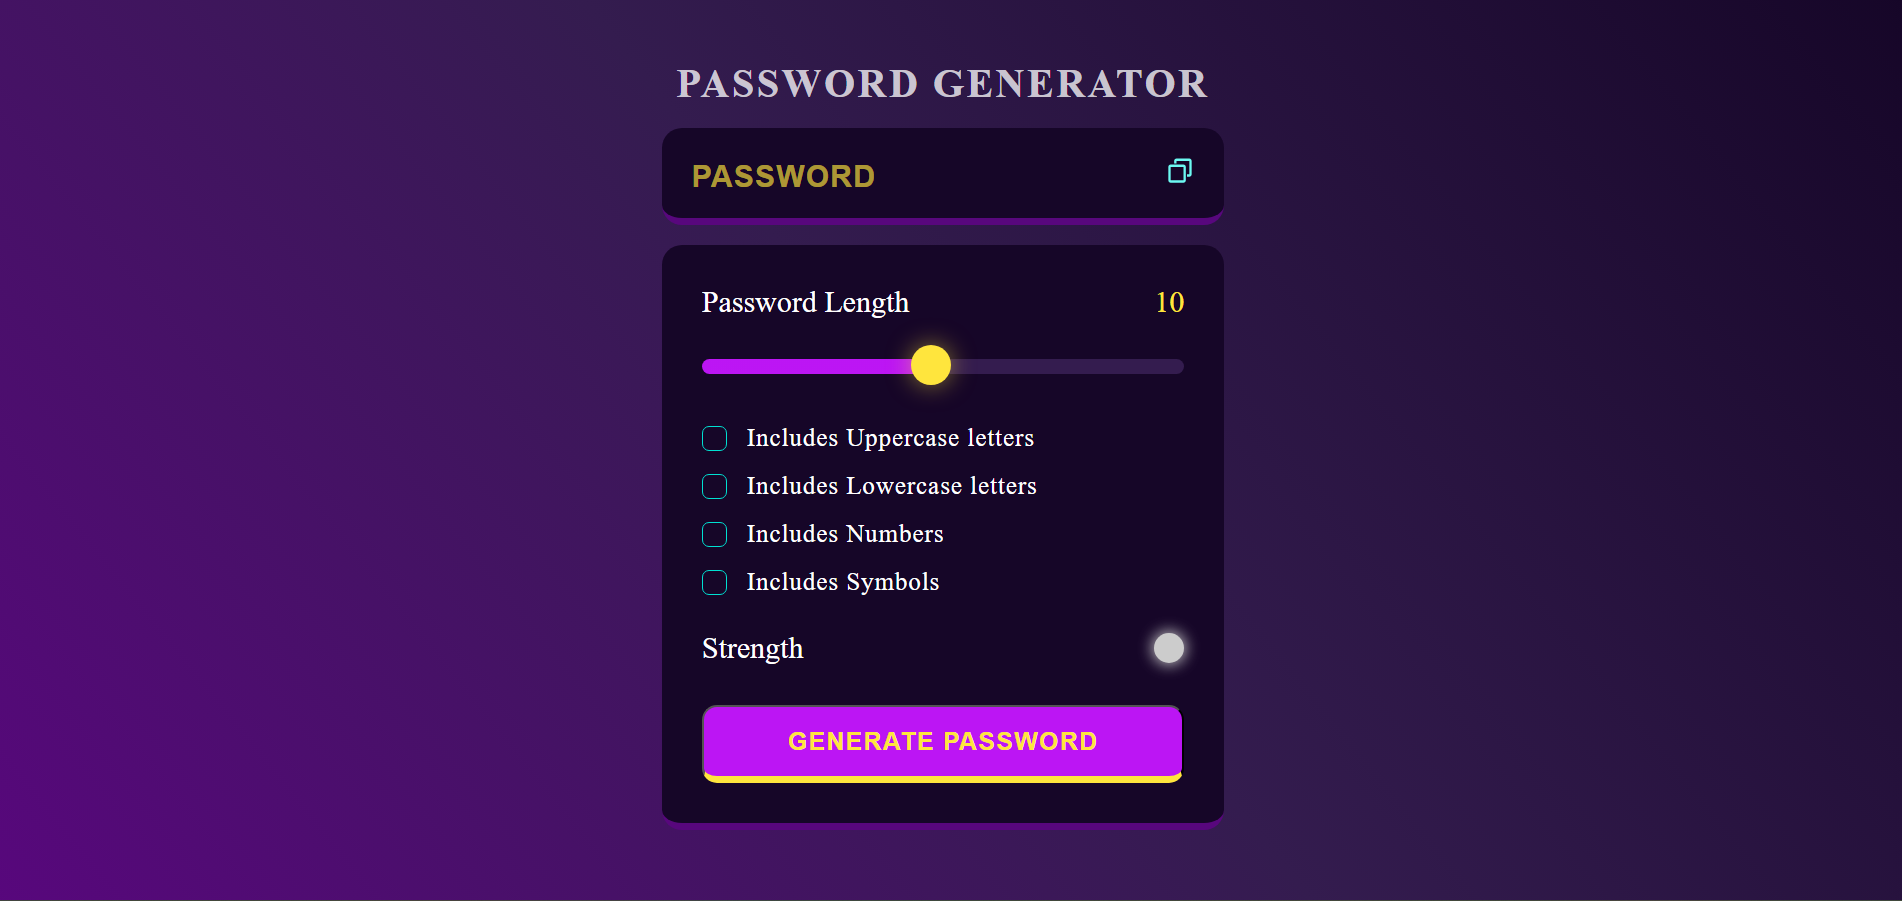 PASSWORD GENERATOR
PASSWORD
Password Length 10
Includes Uppercase letters
Includes Lowercase letters
Includes Numbers
Includes Symbols
Strength
GENERATE PASSWORD